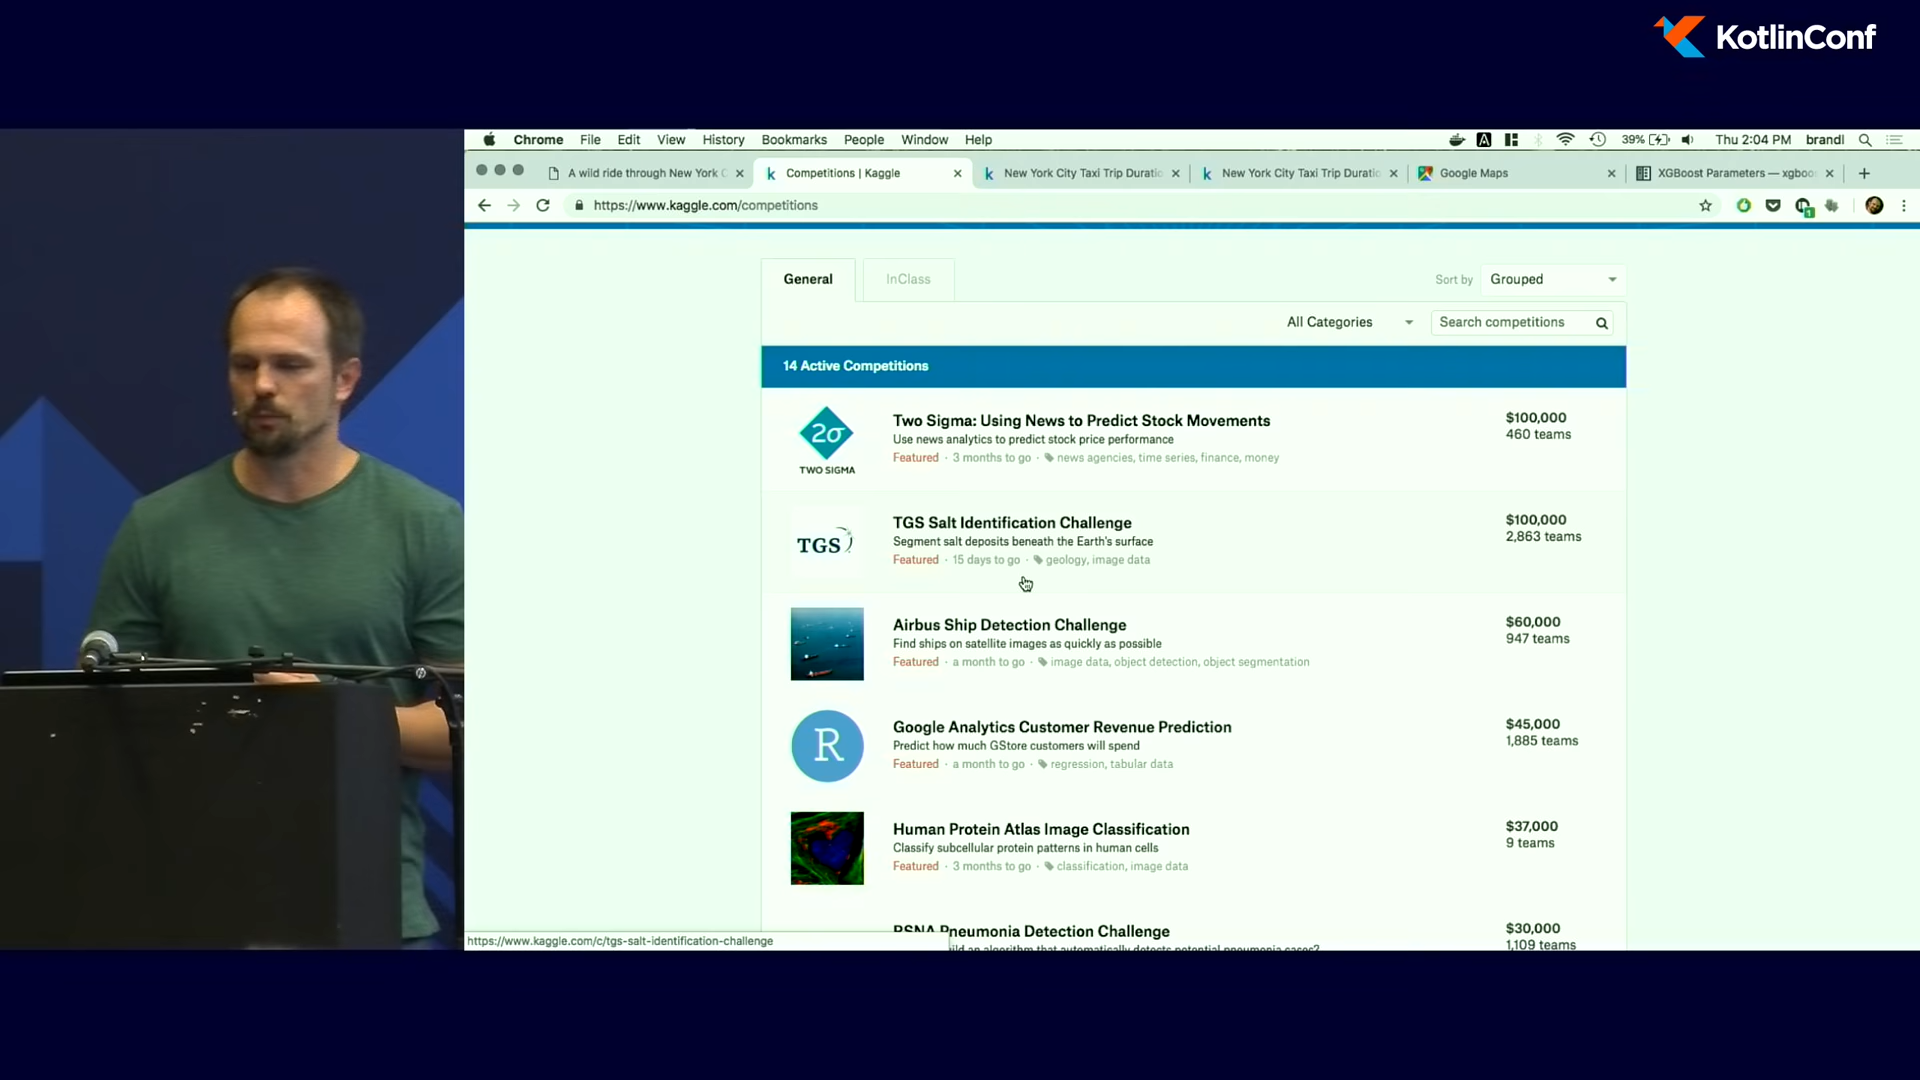 KotlinConf
Chrome File Edit View History Bookmarks People Window Help
39% Thu 2:04 PM brandl
A wild ride through New York C
Competitions | Kaggle
New York City Taxi Trip Duratio
New York City Taxi Trip Duratio
Google Maps
XGBoost Parameters — xgboo
https://www.kaggle.com/competitions
General InClass
Sort by Grouped
All Categories
Search competitions
14 Active Competitions
2σ
TWO SIGMA
Two Sigma: Using News to Predict Stock Movements
Use news analytics to predict stock price performance
Featured · 3 months to go · news agencies, time series, finance, money
$100,000
460 teams
TGS
TGS Salt Identification Challenge
Segment salt deposits beneath the Earth's surface
Featured · 15 days to go · geology, image data
$100,000
2,863 teams
Airbus Ship Detection Challenge
Find ships on satellite images as quickly as possible
Featured · a month to go · image data, object detection, object segmentation
$60,000
947 teams
R
Google Analytics Customer Revenue Prediction
Predict how much GStore customers will spend
Featured · a month to go · regression, tabular data
$45,000
1,885 teams
Human Protein Atlas Image Classification
Classify subcellular protein patterns in human cells
Featured · 3 months to go · classification, image data
$37,000
9 teams
RSNA Pneumonia Detection Challenge
an algorithm that automatically detects potential pneumonia cases?
$30,000
1,109 teams
https://www.kaggle.com/c/tgs-salt-identification-challenge